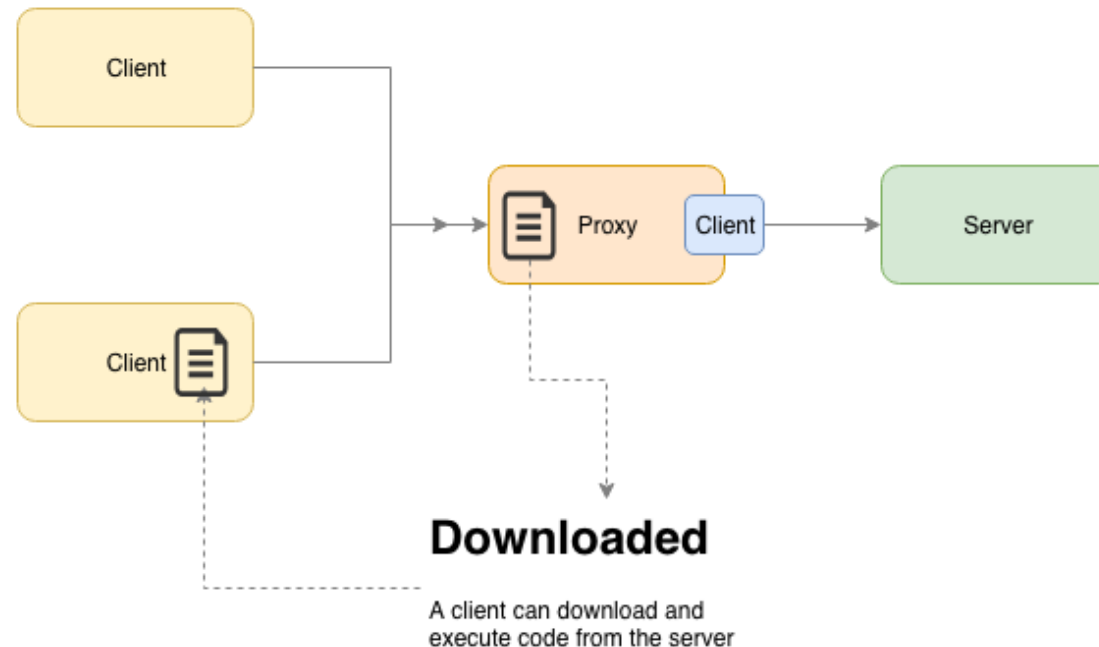 Client
Proxy
Client
Server
Client
Downloaded
A client can download and
execute code from the server